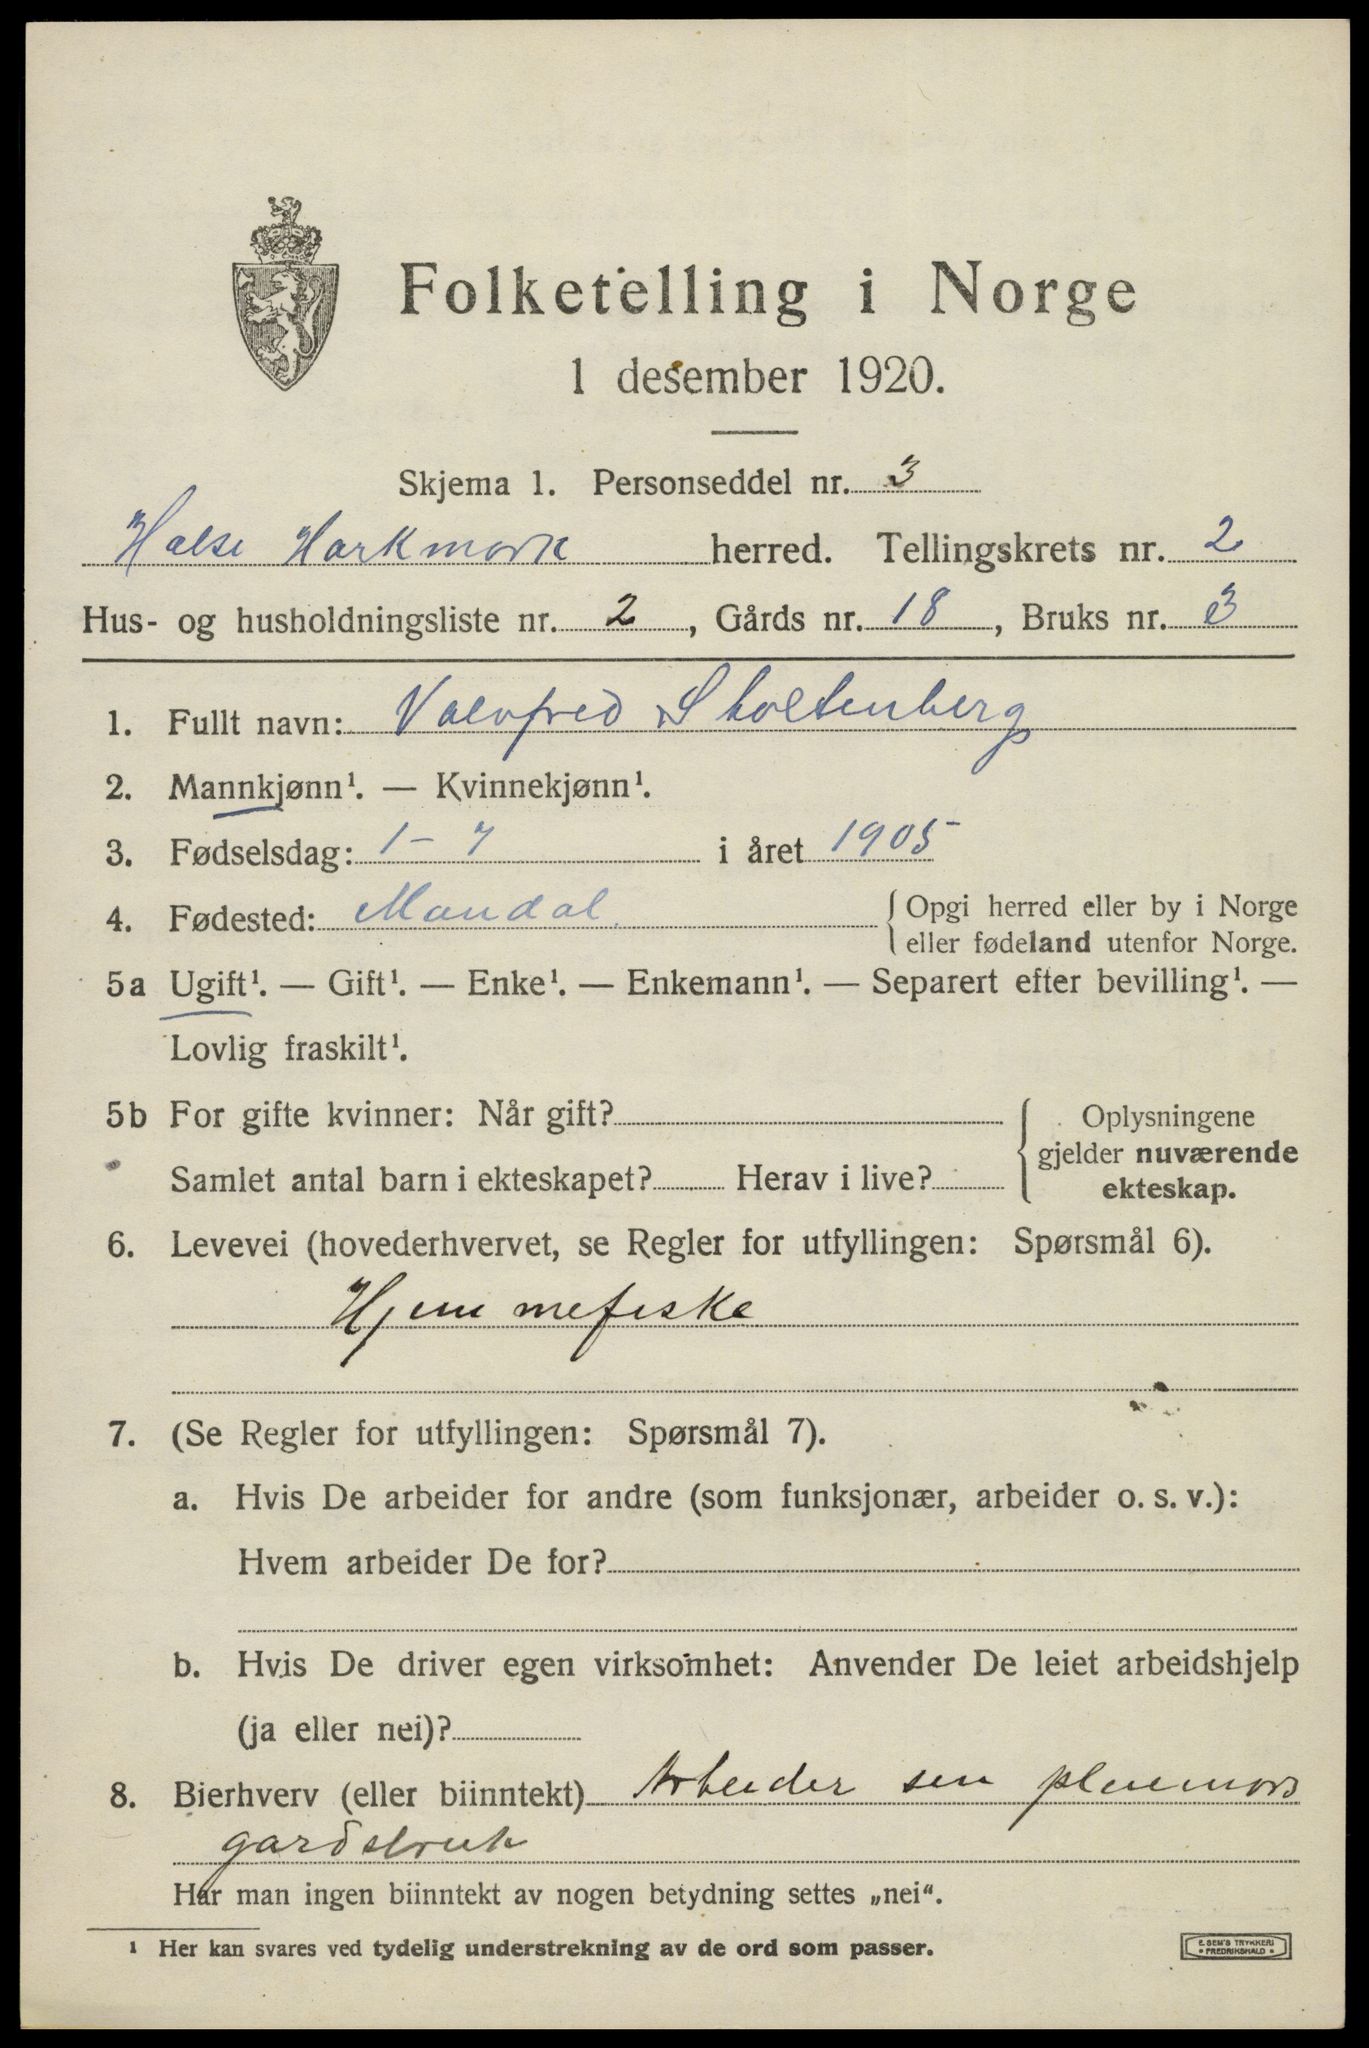 Folketelling i Norge
1 desember 1920.
Skjema 1. Personseddel nr. 3
Halse Harkmark herred. Tellingskrets nr. 2
Hus- og husholdningsliste nr. 2, Gårds nr. 18, Bruks nr. 3
1. Fullt navn: Valvfred Stoltenberg
2. Mannkjønn¹. — Kvinnekjønn¹.
3. Fødselsdag: 1-7 i året 1905
4. Fødested: Mandal. Opgi herred eller by i Norge
eller fødeland utenfor Norge.
5a Ugift¹. — Gift¹. — Enke¹. — Enkemann¹. — Separert efter bevilling¹. —
Lovlig fraskilt¹.
5b For gifte kvinner: Når gift? Oplysningene
gjelder nuværende
Samlet antal barn i ekteskapet? Herav i live? ekteskap.
6. Levevei (hovederhvervet, se Regler for utfyllingen: Spørsmål 6).
Hjemmefiske
7. (Se Regler for utfyllingen: Spørsmål 7).
a. Hvis De arbeider for andre (som funksjonær, arbeider o. s. v.):
Hvem arbeider De for?
b. Hvis De driver egen virksomhet: Anvender De leiet arbeidshjelp
(ja eller nei)?
8. Bierhverv (eller biinntekt) Arbeider sin pleiemors
gardsbruk
Har man ingen biinntekt av nogen betydning settes „nei".
¹ Her kan svares ved tydelig understrekning av de ord som passer.
E. SEM'S TRYKKERI
• FREDRIKSHALD •